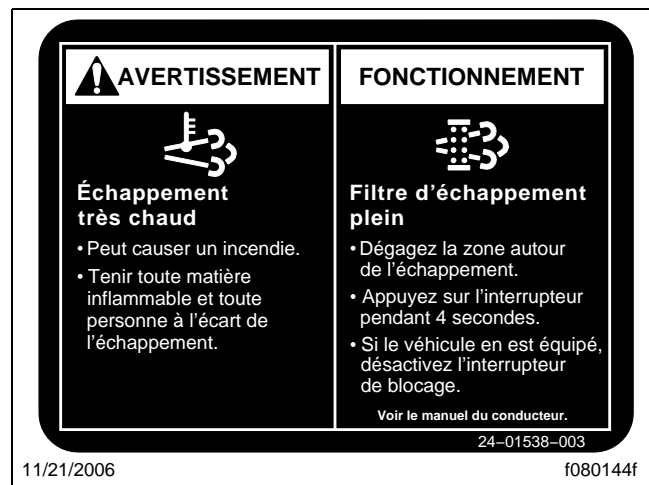 AVERTISSEMENT
Échappement
très chaud
• Peut causer un incendie.
• Tenir toute matière
inflammable et toute
personne à l’écart de
l’échappement.
FONCTIONNEMENT
Filtre d’échappement
plein
• Dégagez la zone autour
de l’échappement.
• Appuyez sur l’interrupteur
pendant 4 secondes.
• Si le véhicule en est équipé,
désactivez l’interrupteur
de blocage.
Voir le manuel du conducteur.
24–01538–003
11/21/2006
f080144f